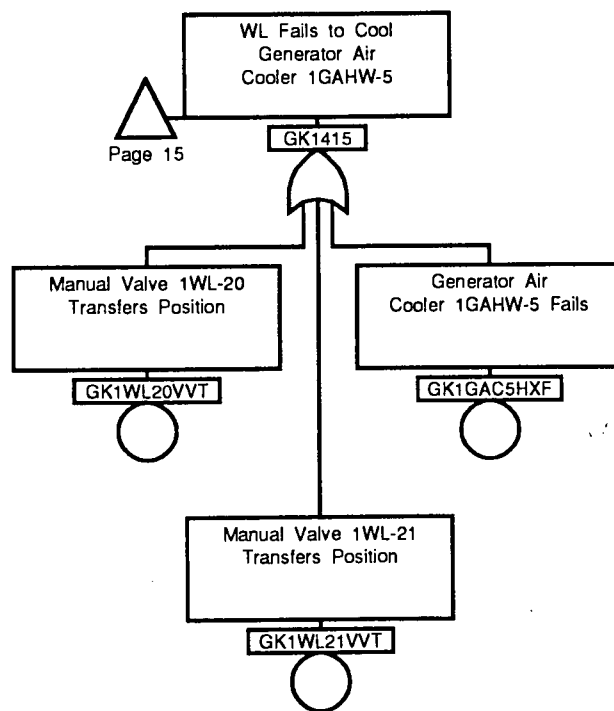 WL Fails to Cool
Generator Air
Cooler 1GAHW-5
Page 15
GK1415
Manual Valve 1WL-20
Transfers Position
GK1WL20VVT
Generator Air
Cooler 1GAHW-5 Fails
GK1GAC5HXF
Manual Valve 1WL-21
Transfers Position
GK1WL21VVT